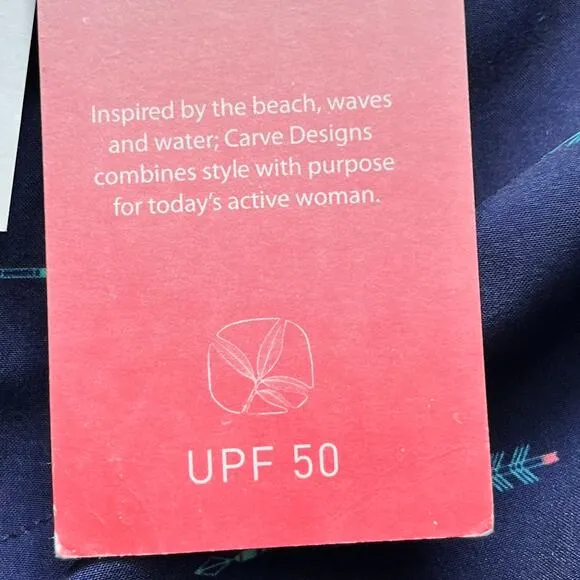 Inspired by the beach, waves
and water; Carve Designs
combines style with purpose
for today's active woman.
UPF 50